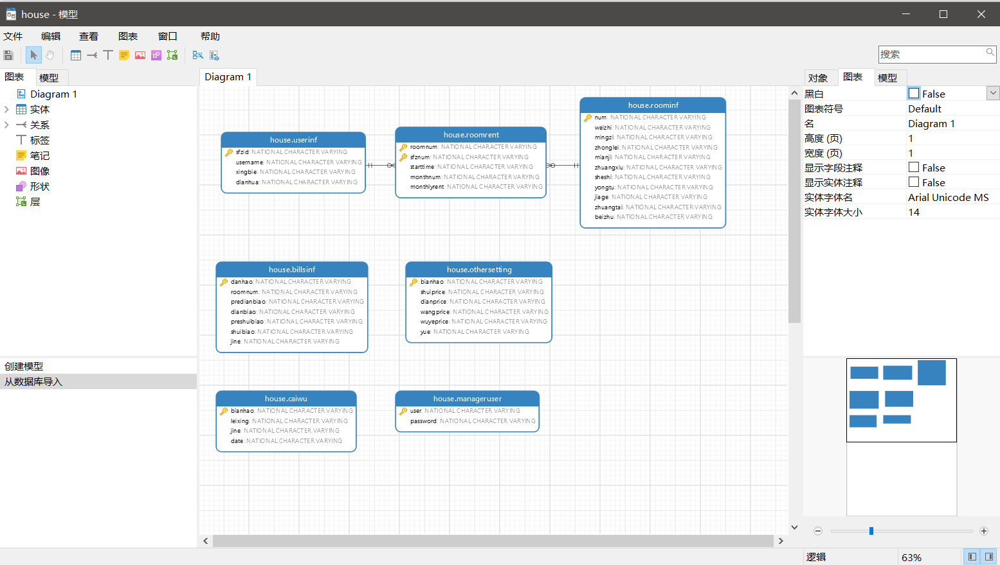 house - 模型
文件 编辑 查看 图表 窗口 帮助
搜索
图表 模型
Diagram 1
实体
关系
标签
笔记
图像
形状
层
创建模型
从数据库导入
Diagram 1
house.userinf
sfzid: NATIONAL CHARACTER VARYING
username: NATIONAL CHARACTER VARYING
xingbie: NATIONAL CHARACTER VARYING
dianhua: NATIONAL CHARACTER VARYING
house.roomrent
roomnum: NATIONAL CHARACTER VARYING
sfznum: NATIONAL CHARACTER VARYING
starttime: NATIONAL CHARACTER VARYING
monthnum: NATIONAL CHARACTER VARYING
monthlyrent: NATIONAL CHARACTER VARYING
house.roominf
num: NATIONAL CHARACTER VARYING
weizhi: NATIONAL CHARACTER VARYING
mingzi: NATIONAL CHARACTER VARYING
zhonglei: NATIONAL CHARACTER VARYING
mianji: NATIONAL CHARACTER VARYING
zhuangxiu: NATIONAL CHARACTER VARYING
sheshi: NATIONAL CHARACTER VARYING
yongtu: NATIONAL CHARACTER VARYING
jiage: NATIONAL CHARACTER VARYING
zhuangtai: NATIONAL CHARACTER VARYING
beizhu: NATIONAL CHARACTER VARYING
house.billsinf
danhao: NATIONAL CHARACTER VARYING
roomnum: NATIONAL CHARACTER VARYING
predianbiao: NATIONAL CHARACTER VARYING
dianbiao: NATIONAL CHARACTER VARYING
preshuibiao: NATIONAL CHARACTER VARYING
shuibiao: NATIONAL CHARACTER VARYING
jine: NATIONAL CHARACTER VARYING
house.othersetting
bianhao: NATIONAL CHARACTER VARYING
shuiprice: NATIONAL CHARACTER VARYING
dianprice: NATIONAL CHARACTER VARYING
wangprice: NATIONAL CHARACTER VARYING
wuyeprice: NATIONAL CHARACTER VARYING
yue: NATIONAL CHARACTER VARYING
house.caiwu
bianhao: NATIONAL CHARACTER VARYING
leixing: NATIONAL CHARACTER VARYING
jine: NATIONAL CHARACTER VARYING
date: NATIONAL CHARACTER VARYING
house.manageruser
user: NATIONAL CHARACTER VARYING
password: NATIONAL CHARACTER VARYING
对象 图表 模型
黑白 False
图表符号 Default
名 Diagram 1
高度 (页) 1
宽度 (页) 1
显示字段注释 False
显示实体注释 False
实体字体名 Arial Unicode MS
实体字体大小 14
逻辑 63%